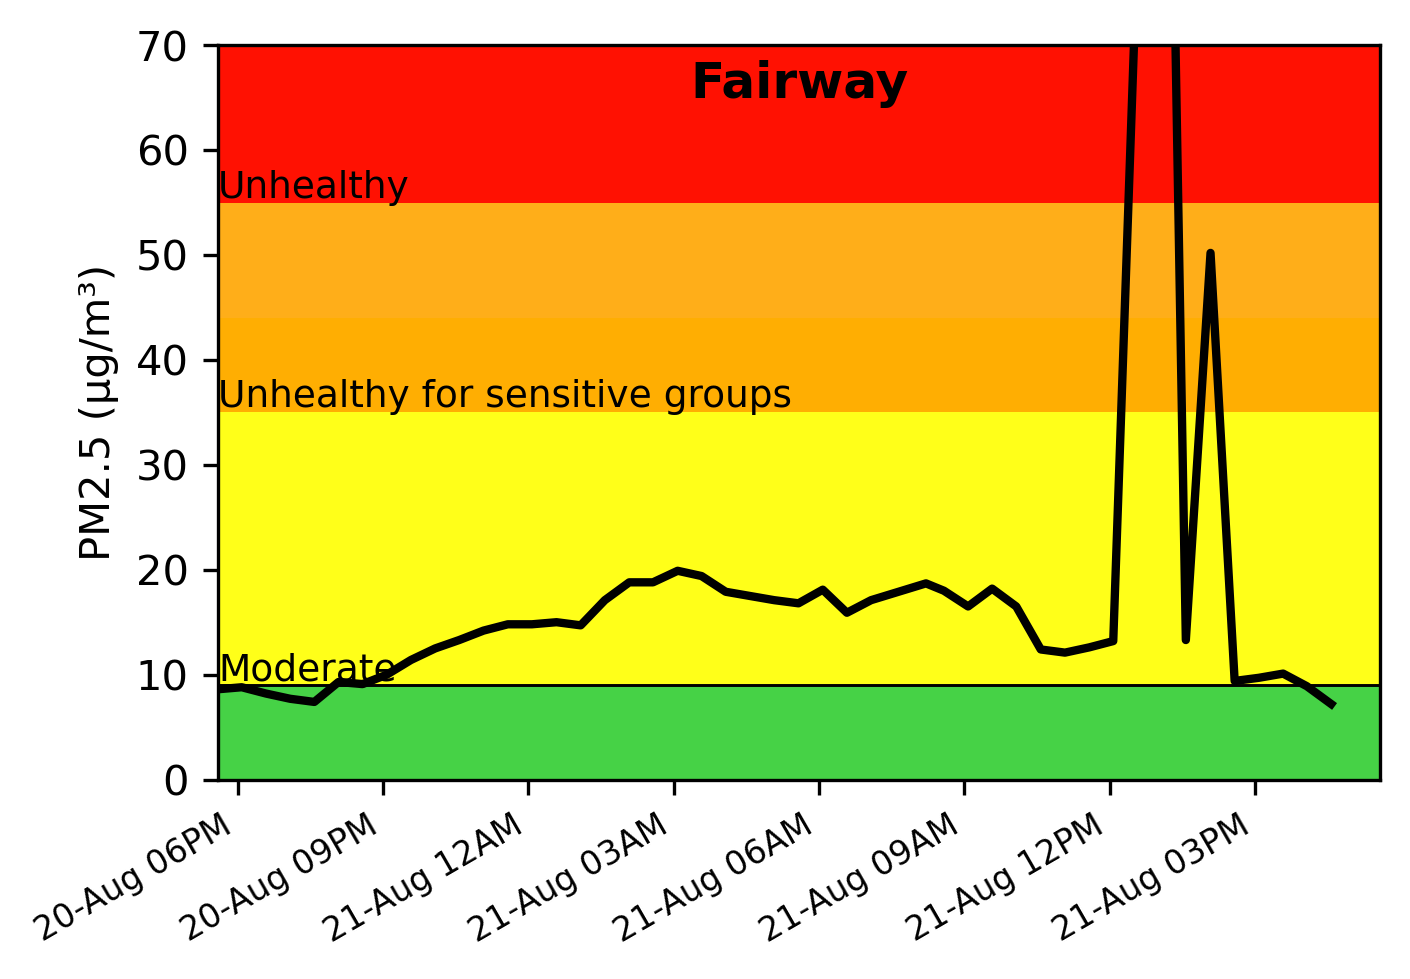 Fairway
PM2.5 (µg/m³)
70
60
50
40
30
20
10
0
Unhealthy
Unhealthy for sensitive groups
Moderate
20-Aug 06PM
20-Aug 09PM
21-Aug 12AM
21-Aug 03AM
21-Aug 06AM
21-Aug 09AM
21-Aug 12PM
21-Aug 03PM